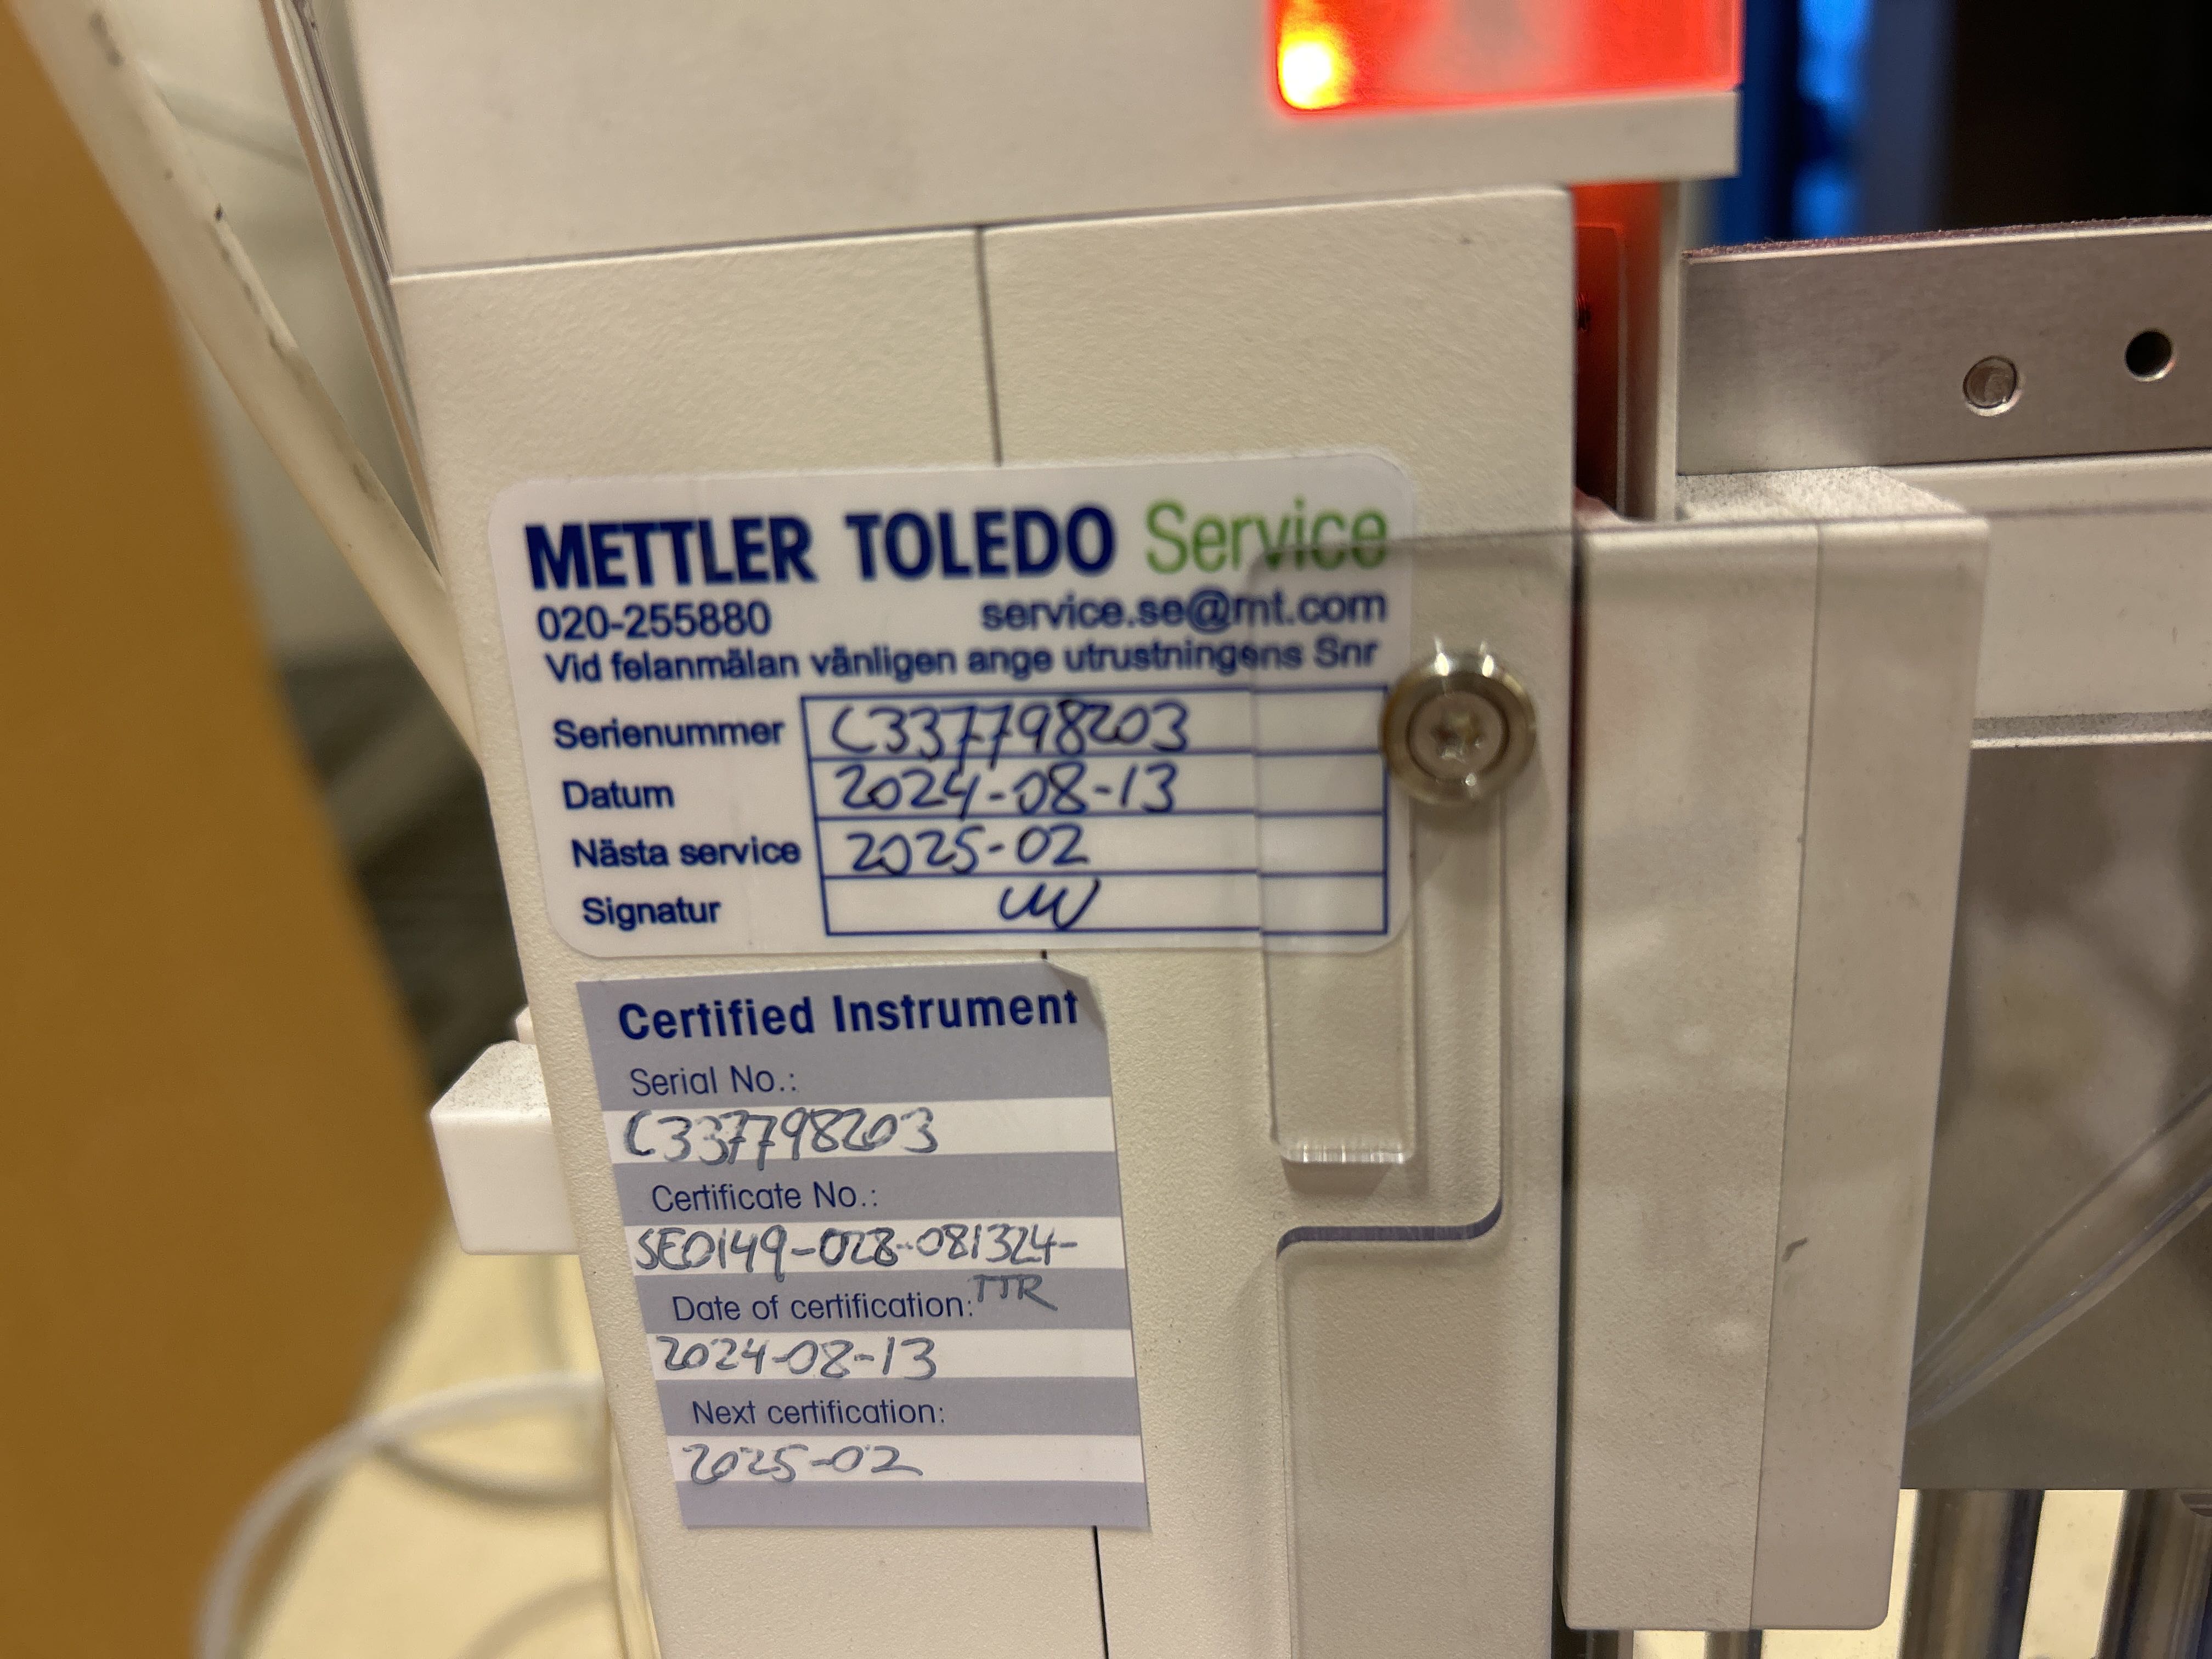 METTLER TOLEDO Service
020-255880 service.se@mt.com
Vid felanmälan vänligen ange utrustningens Snr
Serienummer C337798203
Datum 2024-08-13
Nästa service 2025-02
Signatur
Certified Instrument
Serial No.:
C337798203
Certificate No.:
SE0149-028-081324-
TTR
Date of certification:
2024-08-13
Next certification:
2025-02